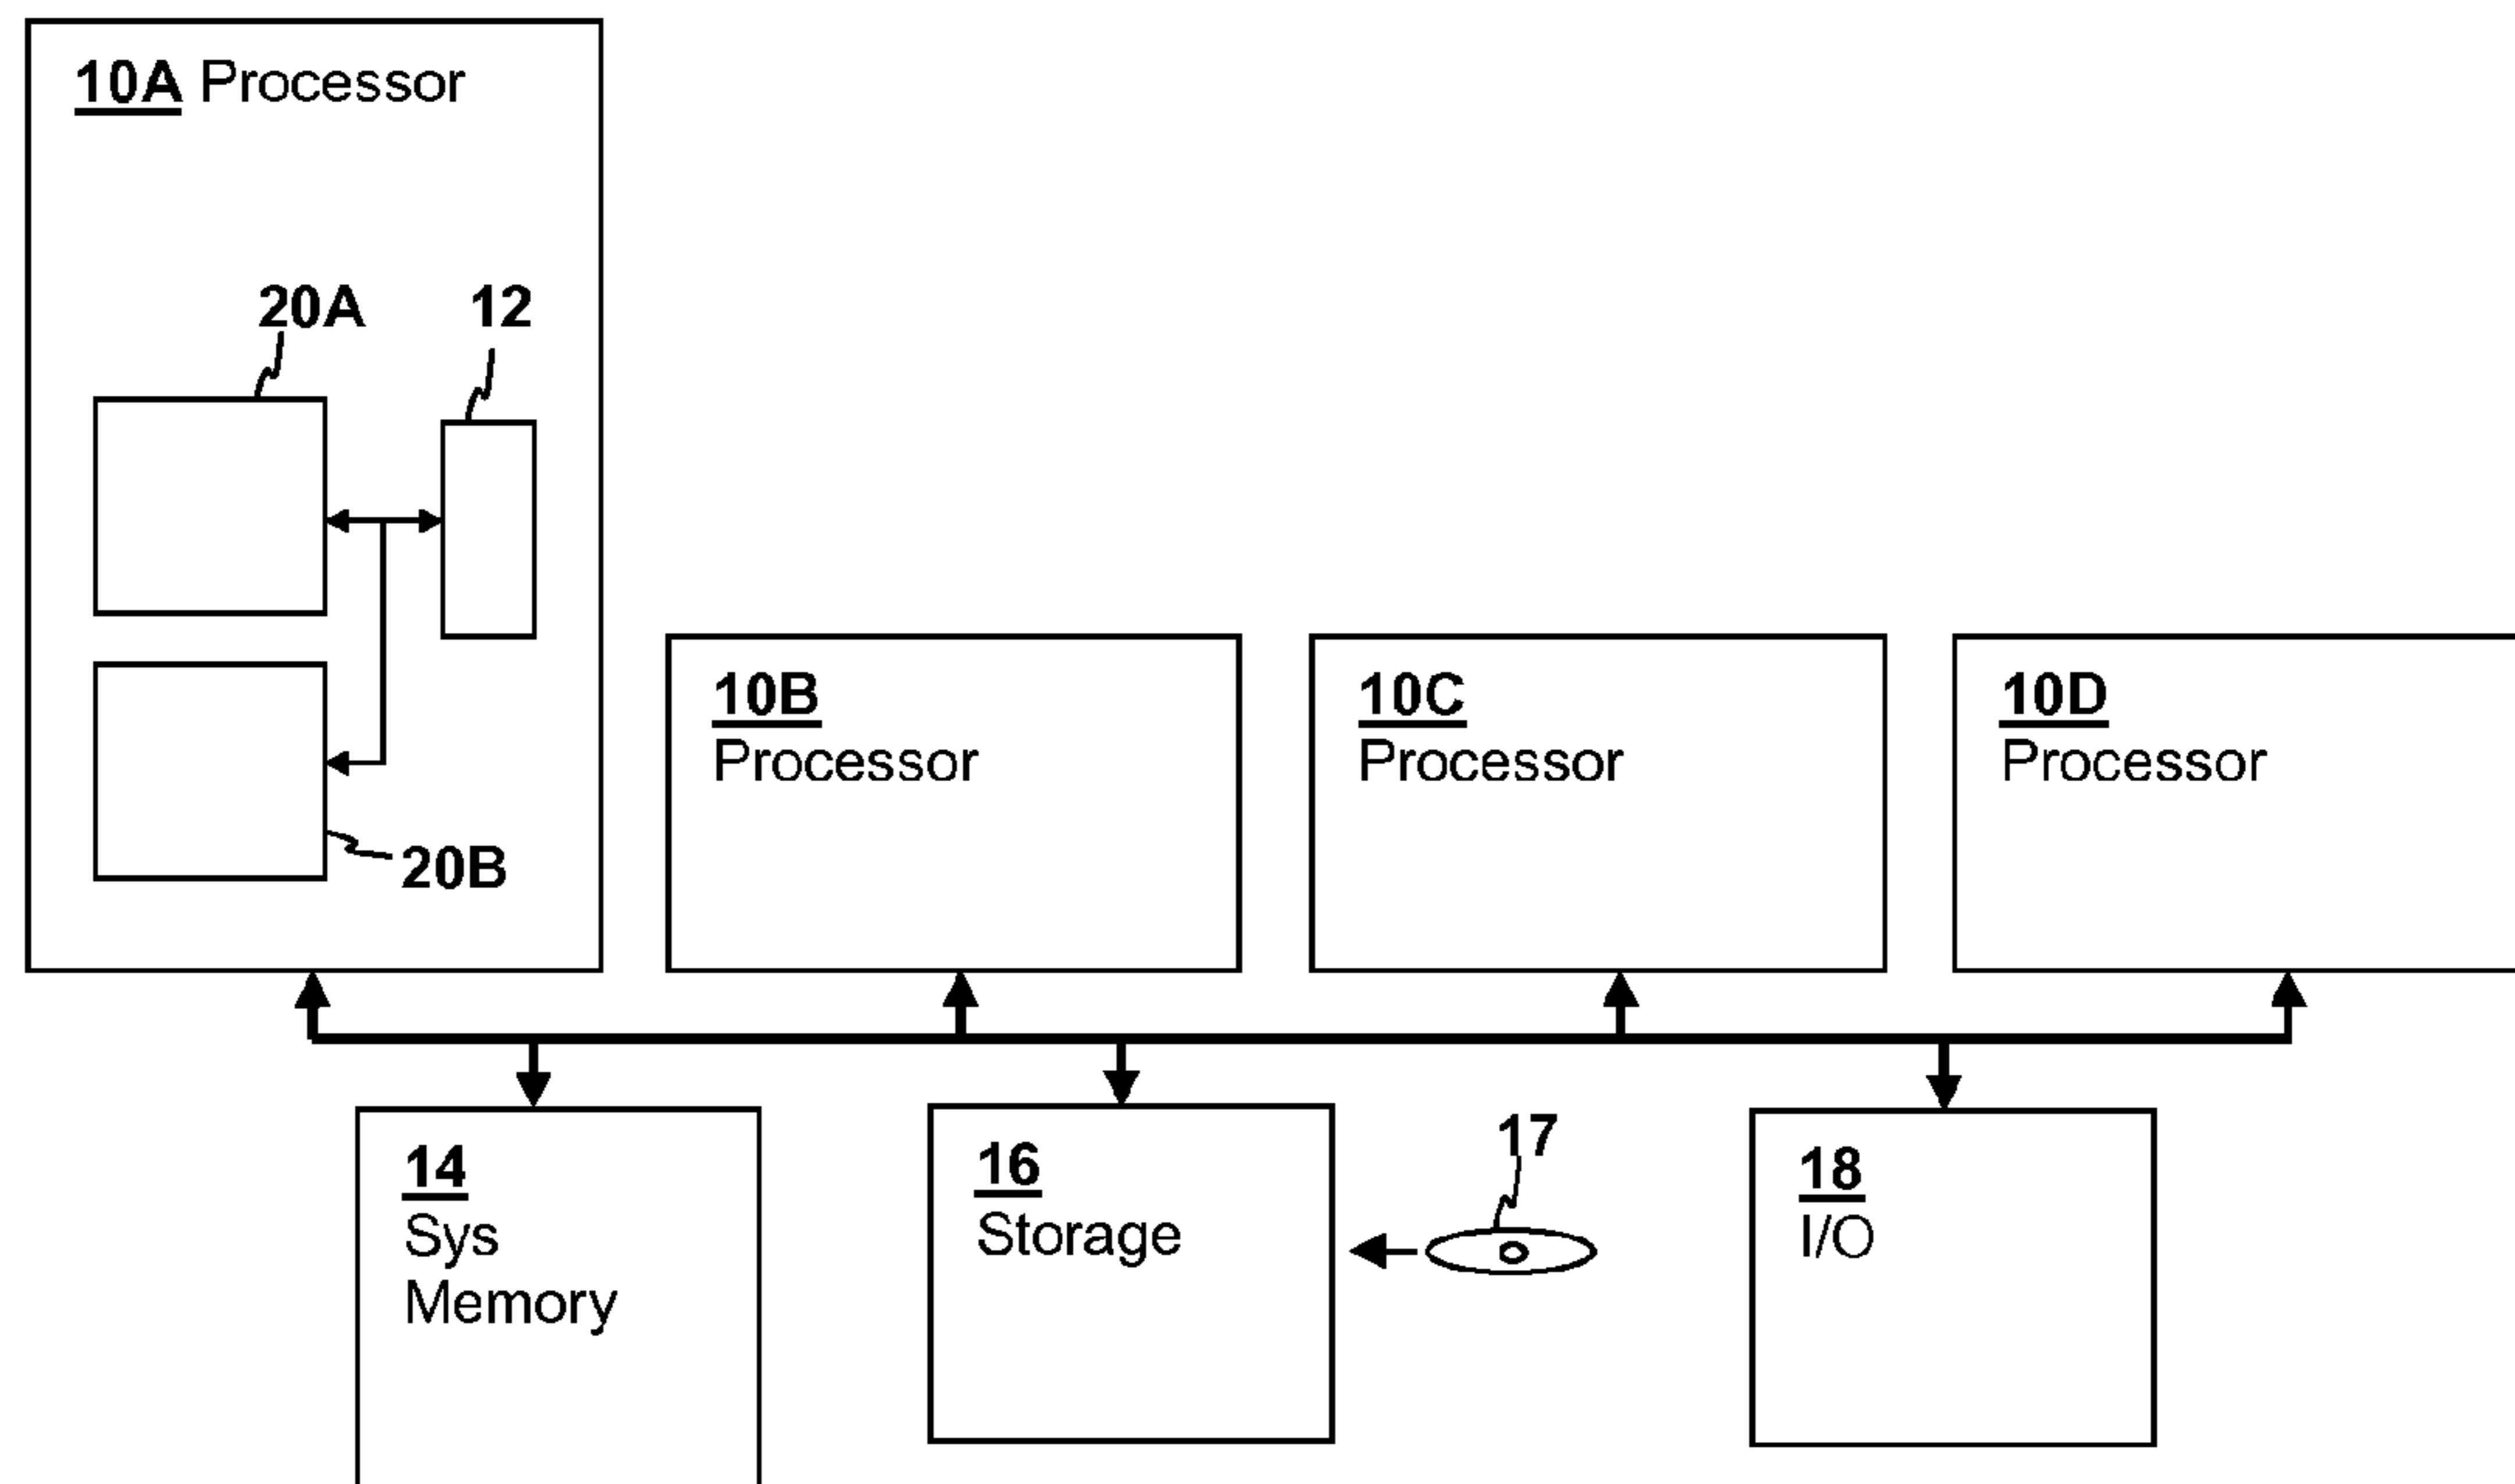 10A Processor
20A
12
20B
10B
Processor
10C
Processor
10D
Processor
14
Sys
Memory
16
Storage
17
18
I/O